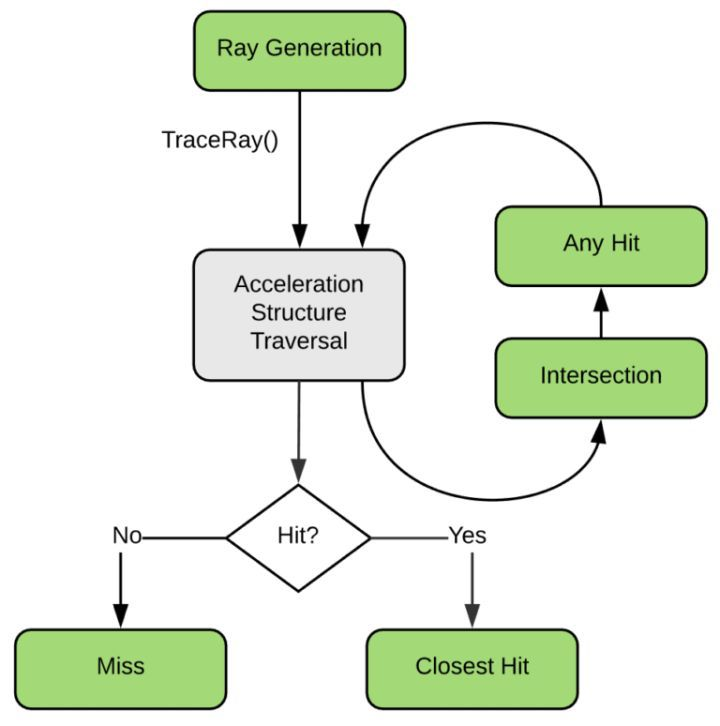 Ray Generation
TraceRay()
Any Hit
Acceleration
Structure
Traversal
Intersection
Hit?
No
Yes
Miss
Closest Hit